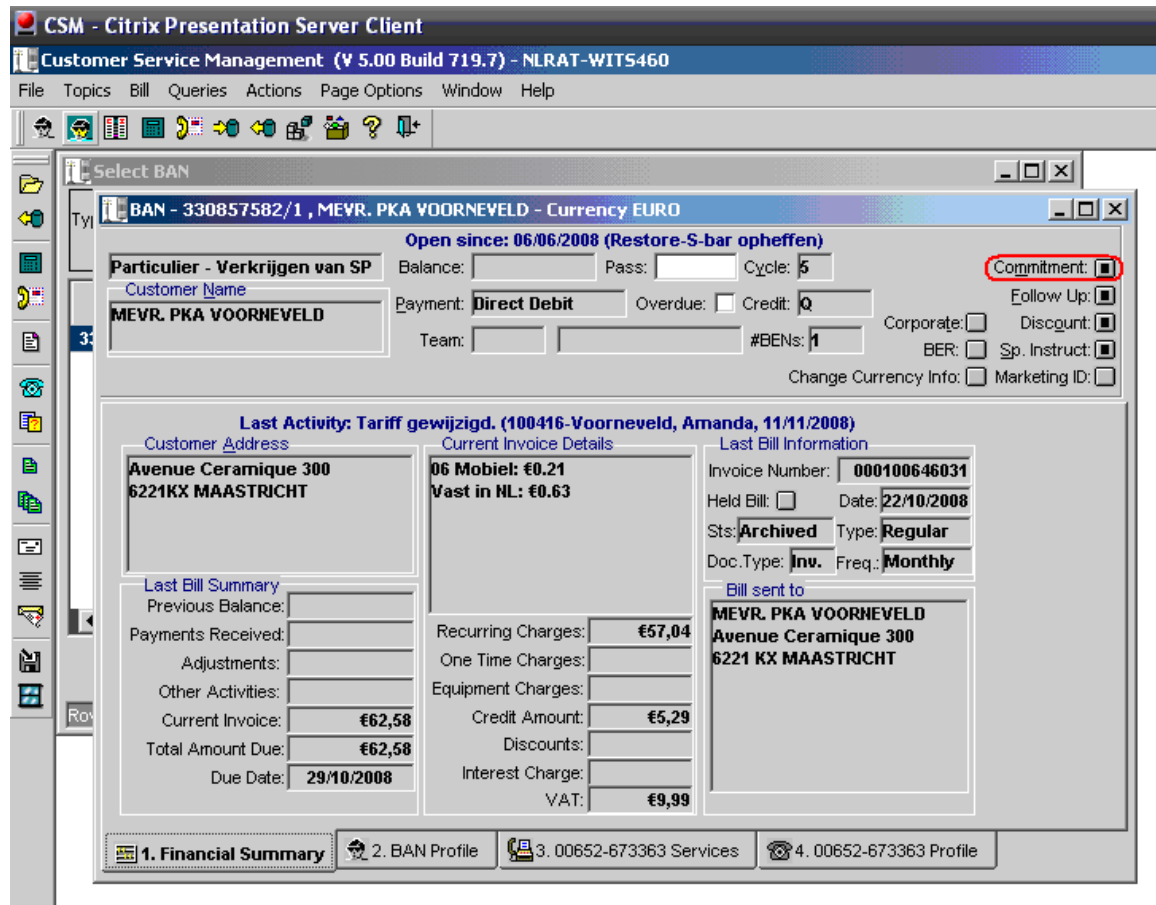 CSM - Citrix Presentation Server Client
Customer Service Management (V 5.00 Build 719.7) - NLRAT-WITS460
File Topics Bill Queries Actions Page Options Window Help
Select BAN
Typ
BAN - 330857582/1 , MEVR. PKA VOORNEVELD - Currency EURO
Open since: 06/06/2008 (Restore-S-bar opheffen)
Particulier - Verkrijgen van SP Balance: Pass: Cycle: 5 Commitment:
Customer Name
MEVR. PKA VOORNEVELD
Payment: Direct Debit Overdue: Credit: Q Follow Up:
Corporate: Discount:
33
Team: #BENs: 1 BER: Sp. Instruct:
Change Currency Info: Marketing ID:
Last Activity: Tariff gewijzigd. (100416-Voorneveld, Amanda, 11/11/2008)
Customer Address
Avenue Ceramique 300
6221KX MAASTRICHT
Current Invoice Details
06 Mobiel: €0.21
Vast in NL: €0.63
Last Bill Information
Invoice Number: 000100646031
Held Bill: Date: 22/10/2008
Sts: Archived Type: Regular
Doc.Type: Inv. Freq.: Monthly
Last Bill Summary
Previous Balance:
Payments Received:
Adjustments:
Other Activities:
Current Invoice: €62,58
Total Amount Due: €62,58
Due Date: 29/10/2008
Recurring Charges: €57,04
One Time Charges:
Equipment Charges:
Credit Amount: €5,29
Discounts:
Interest Charge:
VAT: €9,99
Bill sent to
MEVR. PKA VOORNEVELD
Avenue Ceramique 300
6221 KX MAASTRICHT
Row
1. Financial Summary 2. BAN Profile 3. 00652-673363 Services 4. 00652-673363 Profile